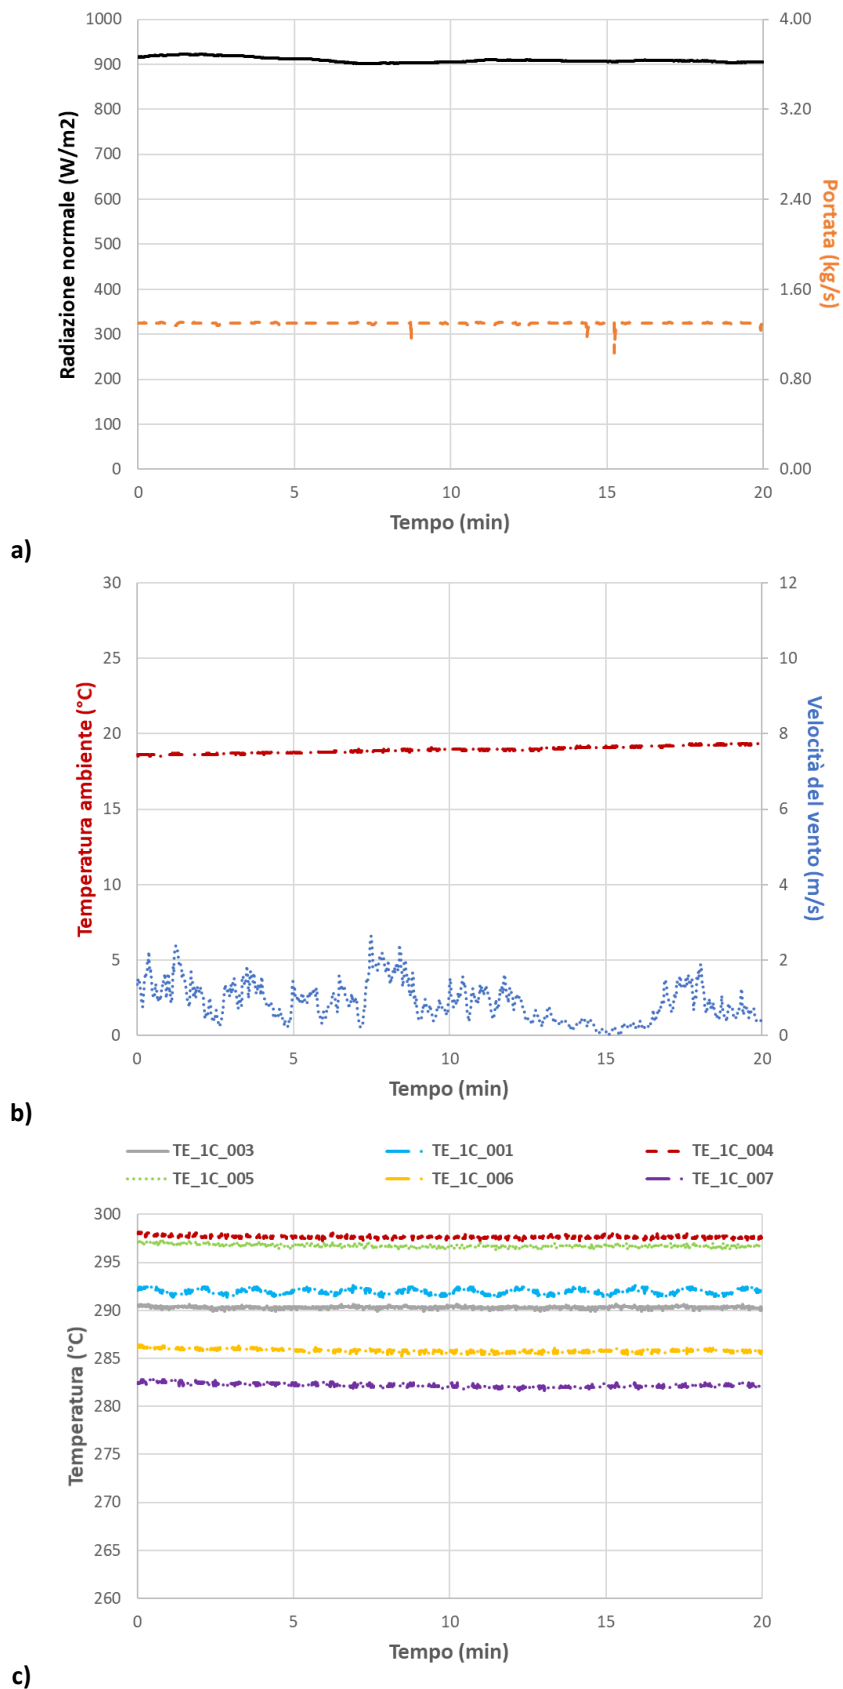 1000
900
800
700
600
500
400
300
200
100
0
Radiazione normale (W/m2)
4.00
3.20
2.40
1.60
0.80
0.00
Portata (kg/s)
0 5 10 15 20
Tempo (min)
a)
30
25
20
15
10
5
0
Temperatura ambiente (°C)
12
10
8
6
4
2
0
Velocità del vento (m/s)
0 5 10 15 20
Tempo (min)
b)
TE_1C_003 TE_1C_001 TE_1C_004
TE_1C_005 TE_1C_006 TE_1C_007
300
295
290
285
280
275
270
265
260
Temperatura (°C)
0 5 10 15 20
Tempo (min)
c)